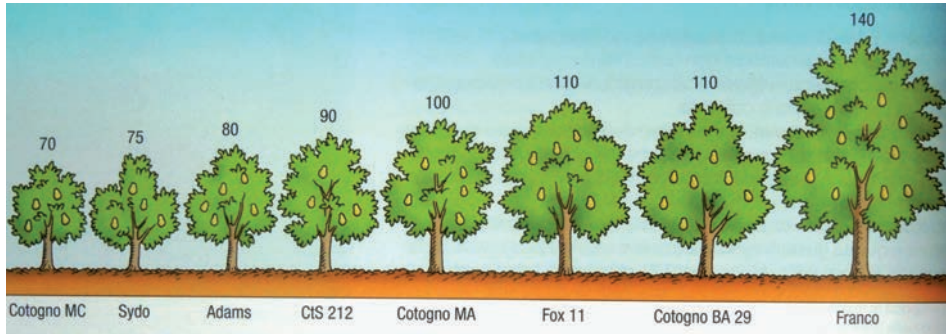 70
75
80
90
100
110
110
140
Cotogno MC
Sydo
Adams
CtS 212
Cotogno MA
Fox 11
Cotogno BA 29
Franco